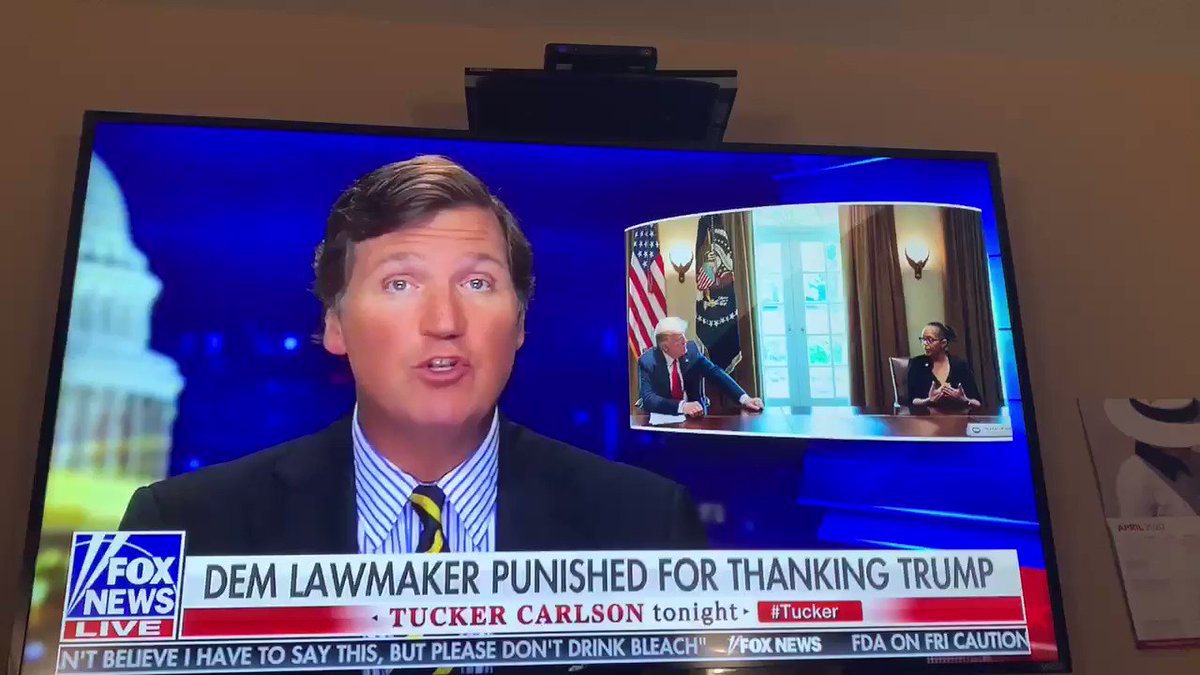 DEM LAWMAKER PUNISHED FOR THANKING TRUMP
TUCKER CARLSON tonight #Tucker
FOX
NEWS
LIVE
N'T BELIEVE I HAVE TO SAY THIS, BUT PLEASE DON'T DRINK BLEACH" FOX NEWS FDA ON FRI CAUTION
APRIL